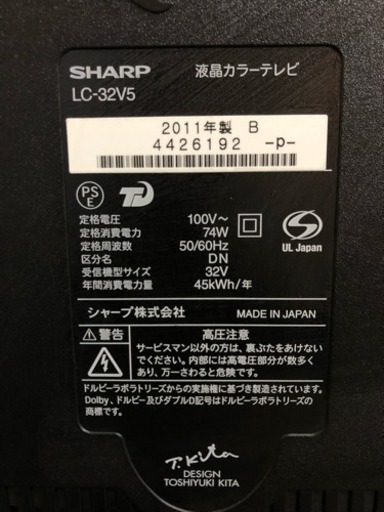 SHARP 液晶カラーテレビ
LC-32V5
2011年製 B
4426192 -p-
PS
E
定格電圧 100V～
定格消費電力 74W
定格周波数 50/60Hz
区分名 DN
受信機型サイズ 32V
年間消費電力量 45kWh/年
UL Japan
シャープ株式会社 MADE IN JAPAN
警告 高圧注意
サービスマン以外の方は、裏ぶたをあけない
でください。内部には高電圧部分が数多く
あり、万一さわると危険です。
ドルビーラボラトリーズからの実施権に基づき製造されています。
Dolby、ドルビー及びダブルD記号はドルビーラボラトリーズの
商標です。
T.Kita
DESIGN
TOSHIYUKI KITA